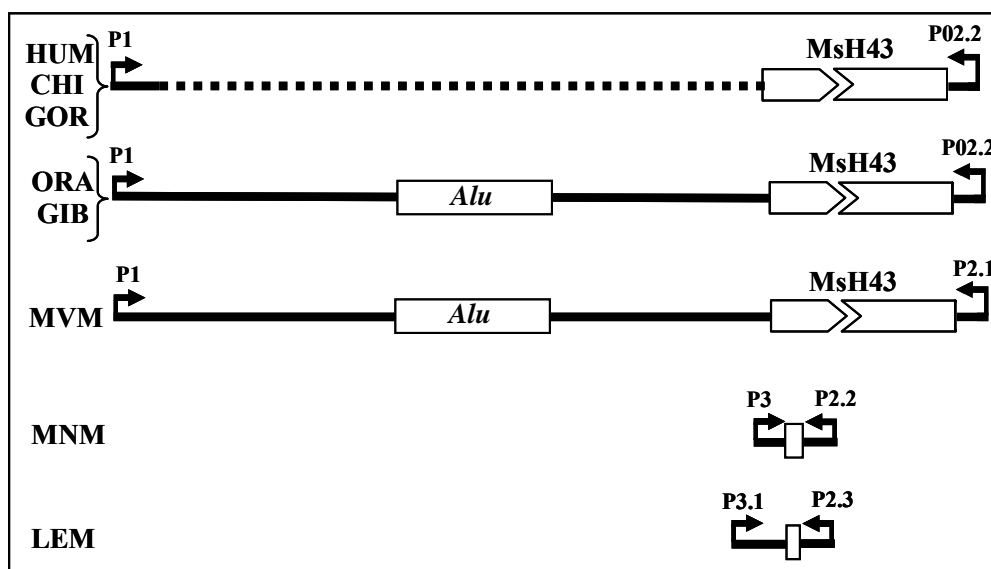 P1 MsH43 P02.2
HUM
CHI
GOR
P1 MsH43 P02.2
ORA
GIB
Alu
P1 MsH43 P2.1
MVM Alu
P3 P2.2
MNM
P3.1 P2.3
LEM